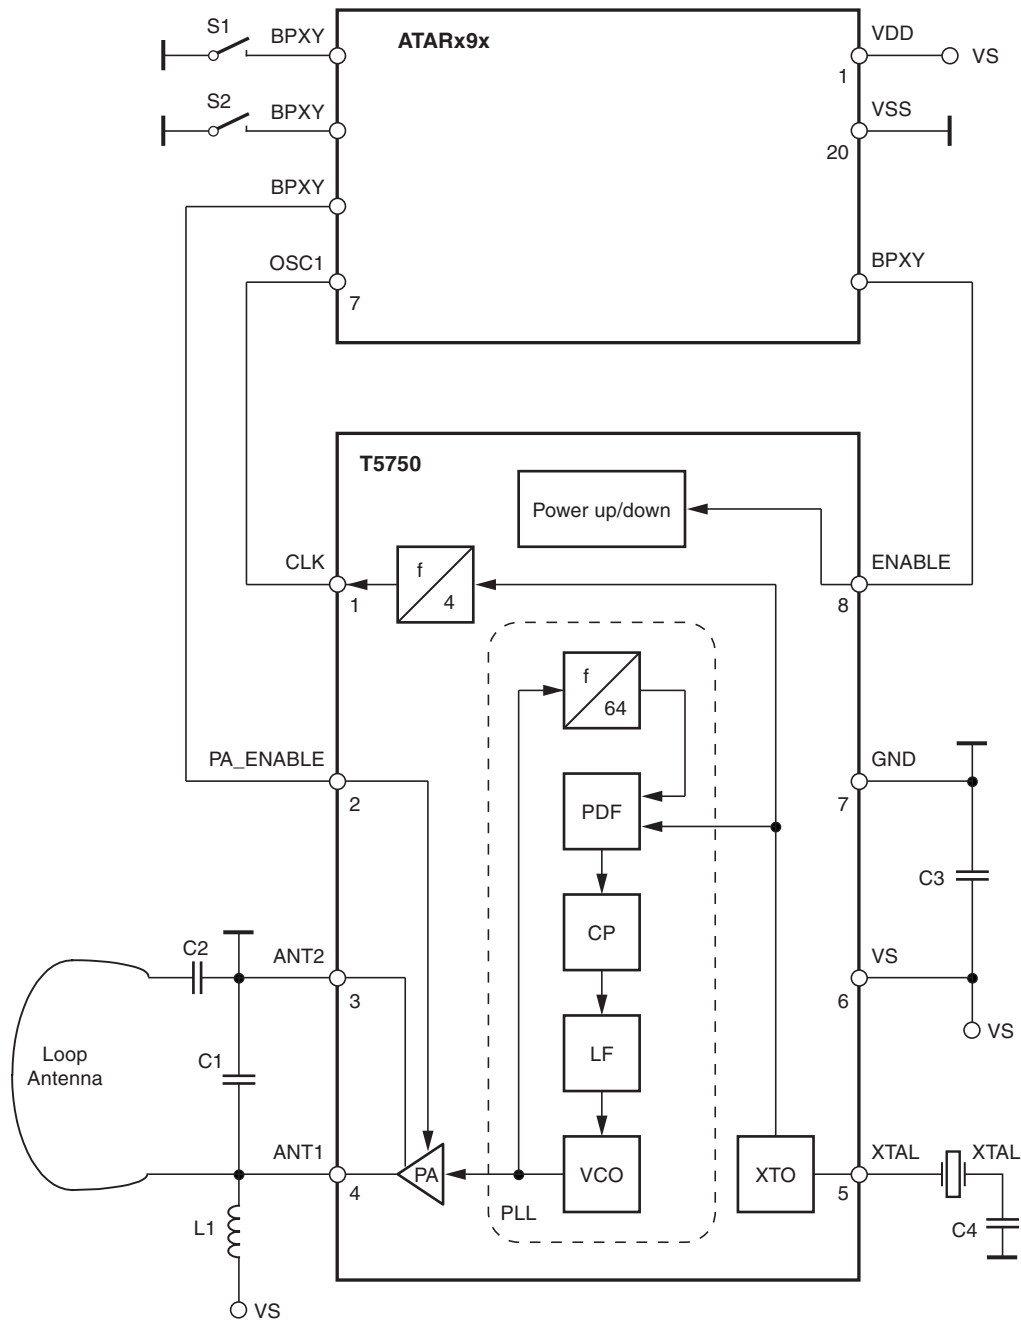 S1
BPXY
ATARx9x
VDD
1
VS
S2
BPXY
VSS
20
BPXY
OSC1
7
BPXY
T5750
Power up/down
CLK
1
f
4
ENABLE
8
f
64
PA_ENABLE
2
GND
7
PDF
C3
CP
C2
ANT2
3
VS
6
VS
Loop
Antenna
C1
LF
ANT1
4
PA
VCO
XTO
XTAL
5
XTAL
PLL
L1
C4
VS